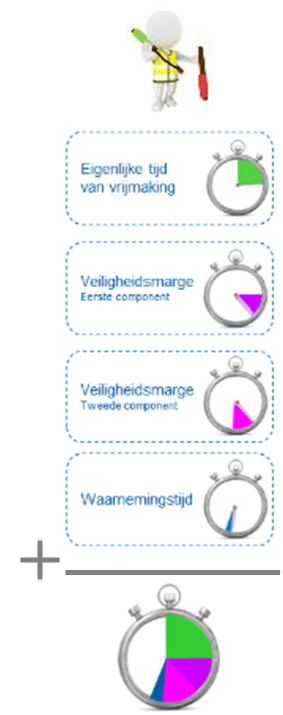 Eigenlijke tijd
van vrijmaking
Veiligheidsmarge
Eerste component
Veiligheidsmarge
Tweede component
Waarnemingstijd
+